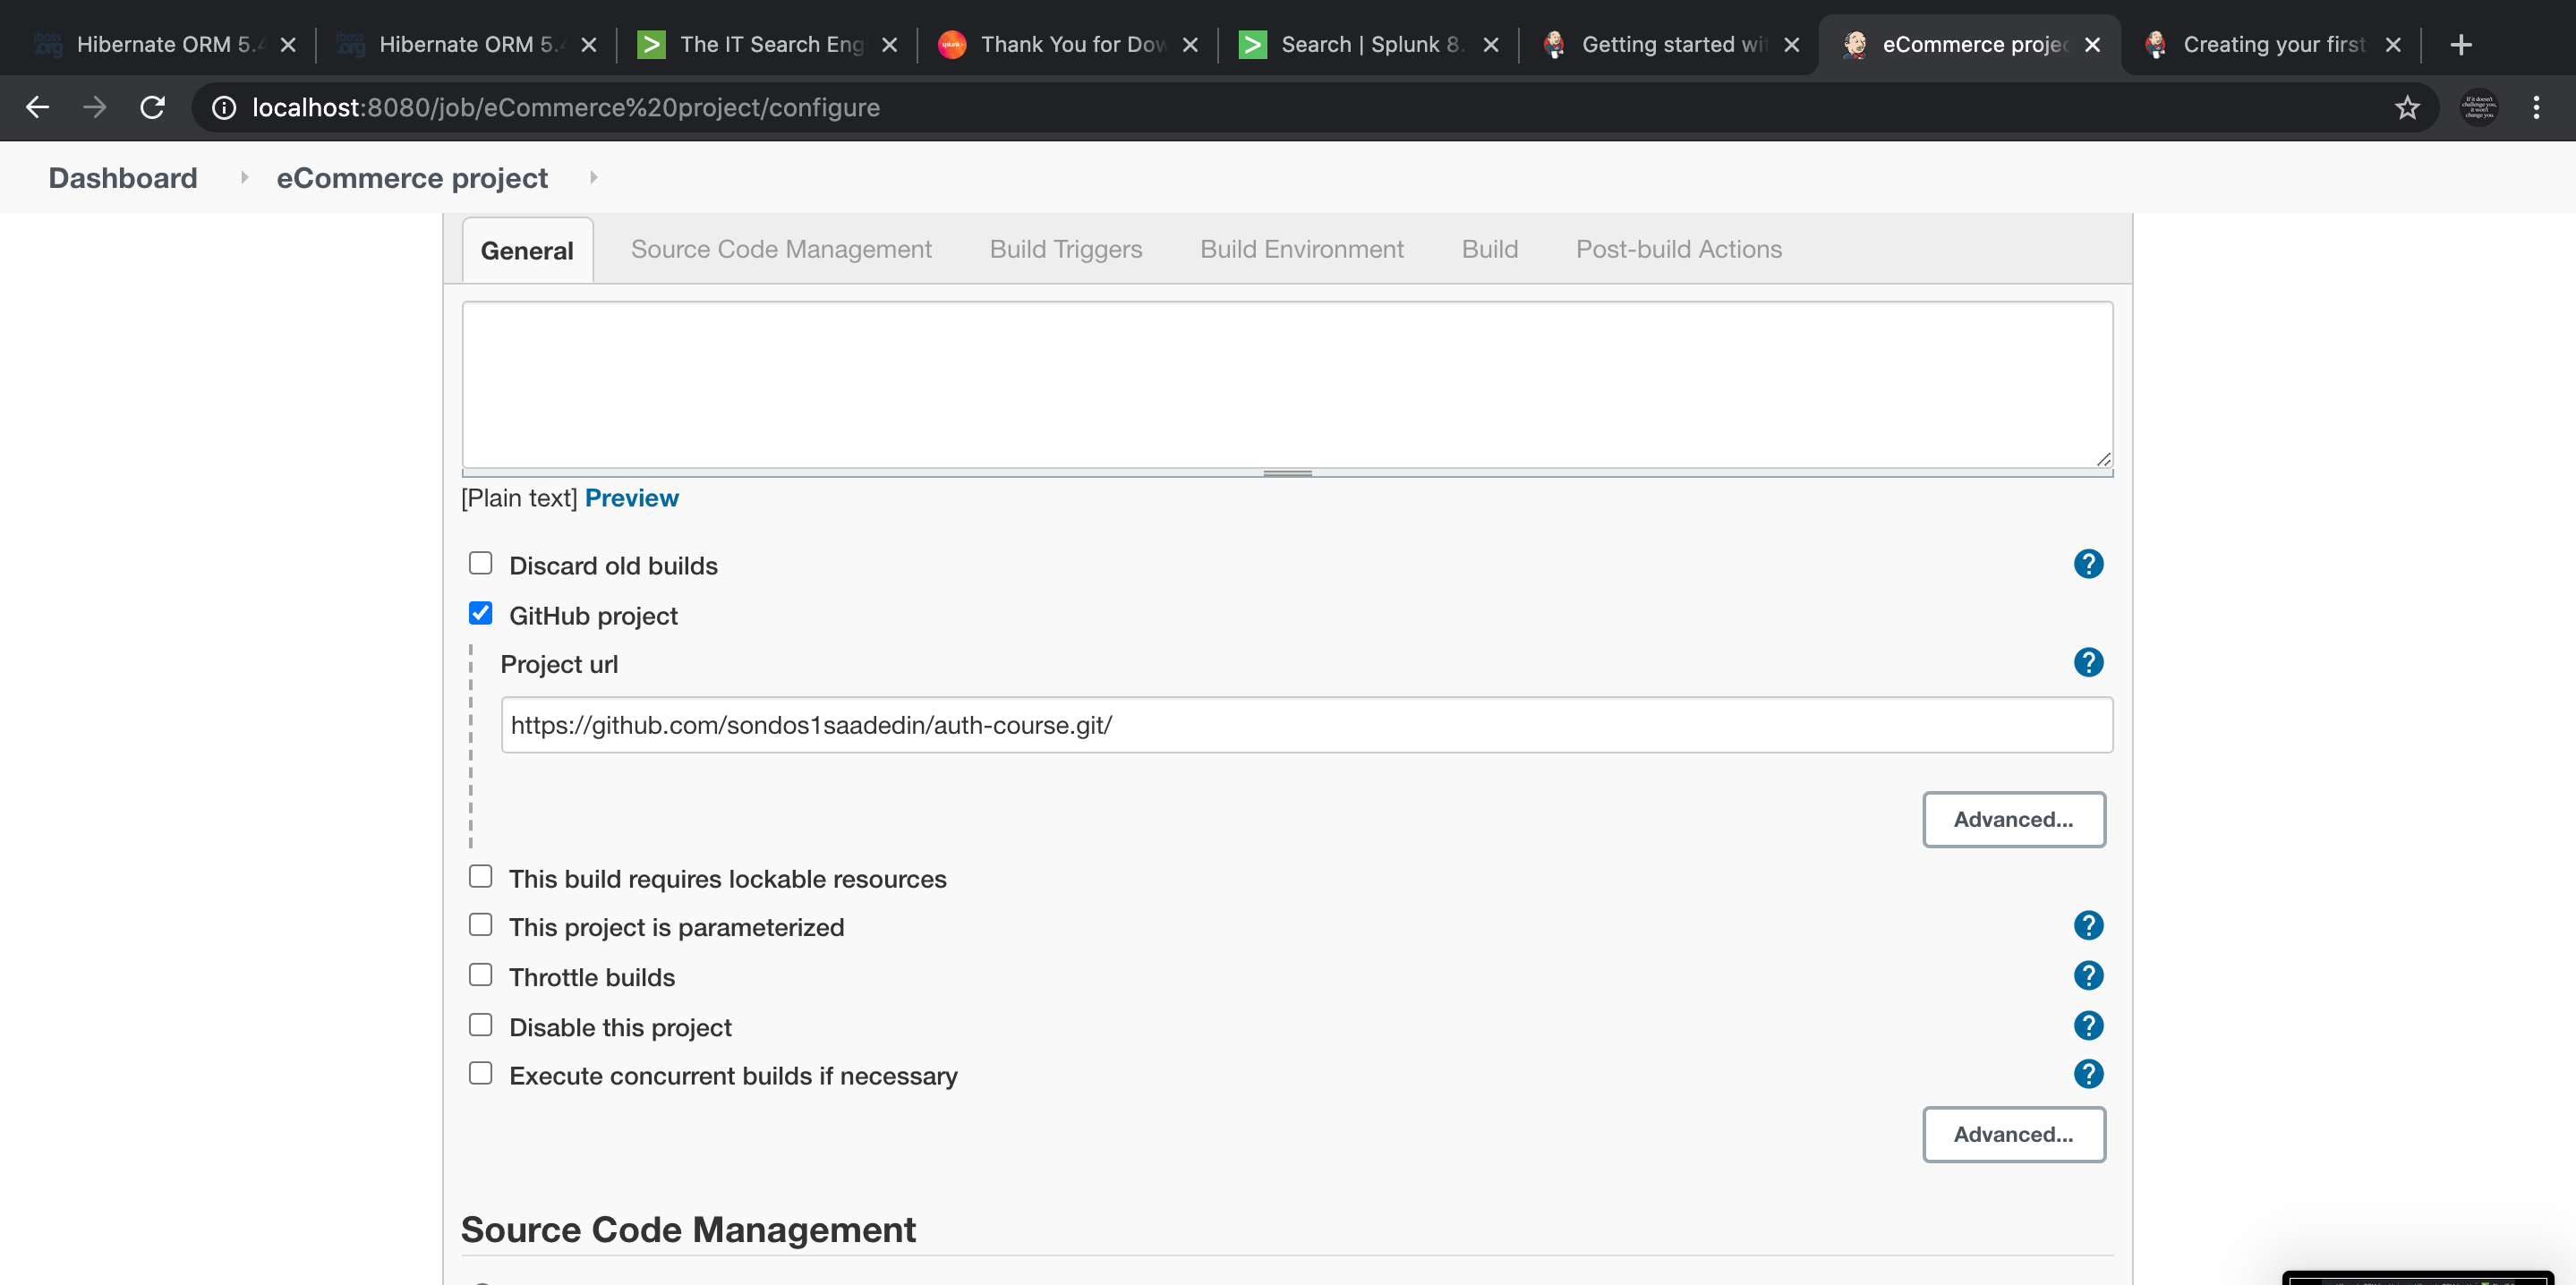 Hibernate ORM 5.4
Hibernate ORM 5.4
The IT Search Eng
Thank You for Dow
Search | Splunk 8.
Getting started wit
eCommerce projec
Creating your first
localhost:8080/job/eCommerce%20project/configure
Dashboard eCommerce project
General Source Code Management Build Triggers Build Environment Build Post-build Actions
[Plain text] Preview
Discard old builds
GitHub project
Project url
https://github.com/sondos1saadedin/auth-course.git/
Advanced...
This build requires lockable resources
This project is parameterized
Throttle builds
Disable this project
Execute concurrent builds if necessary
Advanced...
Source Code Management